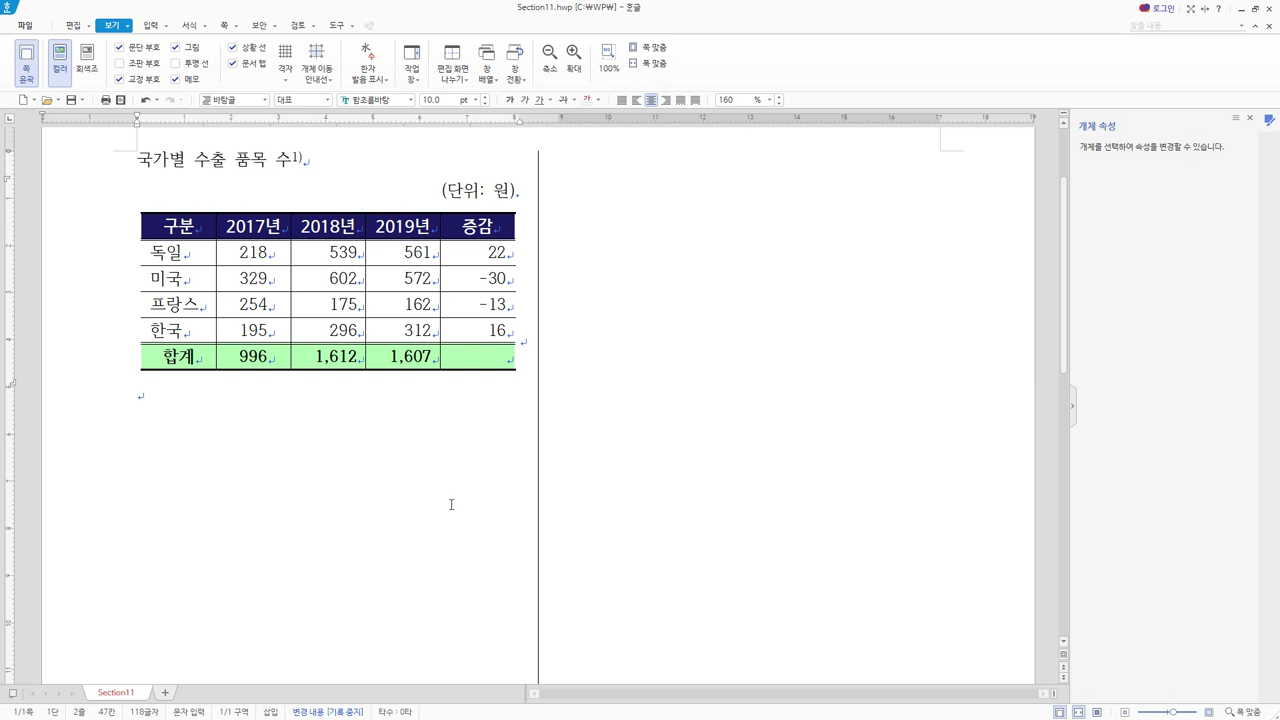 Section11.hwp [C:\WP\] - 호글
로그인
파일 편집 보기 입력 서식 쪽 보안 검토 도구
찾을 내용
쪽 윤곽
컬러
회색조
문단 부호
조판 부호
교정 부호
그림
투명 선
메모
상황 선
문서 탭
격자
개체 이동 안내선
한자 발음 표시
작업 창
편집 화면 나누기
창 배열
창 전환
축소
확대
100%
쪽 맞춤
폭 맞춤
바탕글 대표 함초롬바탕 10.0 pt 160 %
국가별 수출 품목 수1)
(단위: 원)
구분 2017년 2018년 2019년 증감
독일 218 539 561 22
미국 329 602 572 -30
프랑스 254 175 162 -13
한국 195 296 312 16
합계 996 1,612 1,607
개체 속성
개체를 선택하여 속성을 변경할 수 있습니다.
Section11
1/1쪽 1단 2줄 47칸 118글자 문자 입력 1/1 구역 삽입 변경 내용 [기록 중지] 타수 : 0타 폭 맞춤